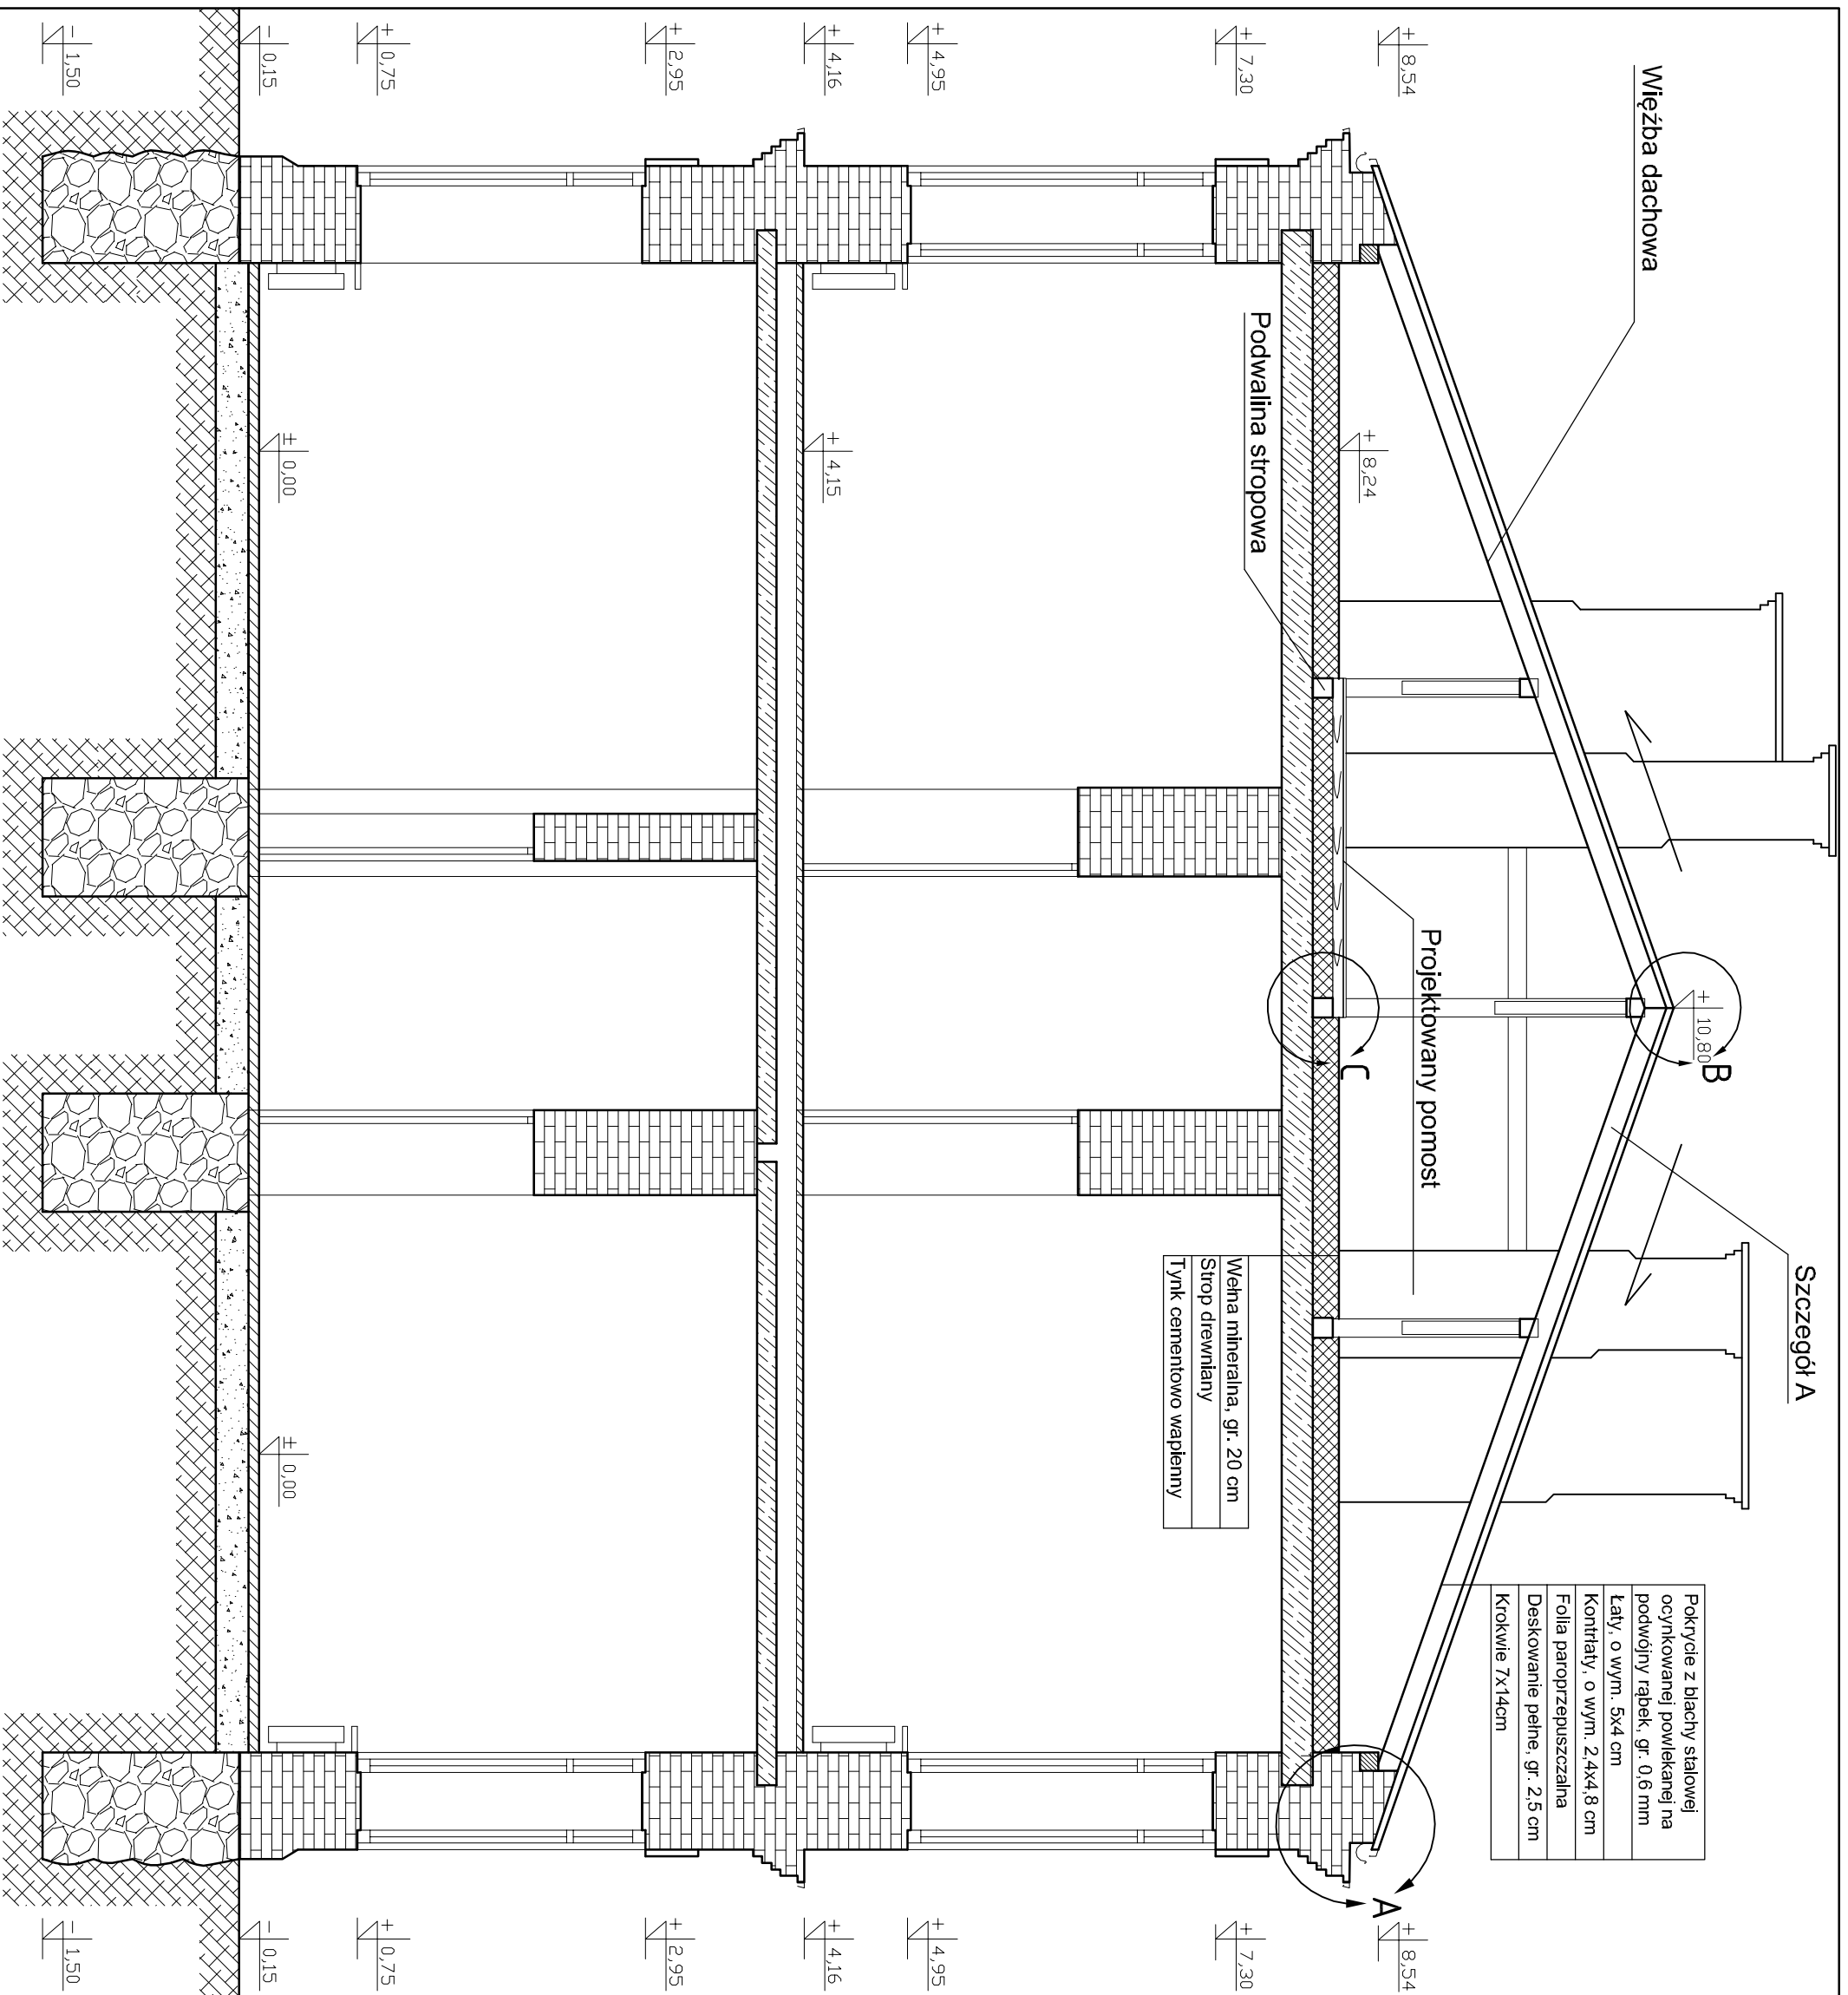 Szczegół A
B
+ 10,80
Więźba dachowa
Pokrycie z blachy stalowej
ocynkowanej powlekanej na
podwójny rąbek, gr. 0,6 mm
Łaty, o wym. 5x4 cm
Kontrłaty, o wym. 2,4x4,8 cm
Folia paroprzepuszczalna
Deskowanie pełne, gr. 2,5 cm
Krokwie 7x14cm
Projektowany pomost
+ 8,54
+ 8,54
+ 8,24
C
A
Podwalina stropowa
+ 7,30
+ 7,30
Wełna mineralna, gr. 20 cm
Strop drewniany
Tynk cementowo wapienny
+ 4,95
+ 4,95
+ 4,16
+ 4,15
+ 4,16
+ 2,95
+ 2,95
+ 0,75
+ 0,75
± 0,00
± 0,00
- 0,15
- 0,15
- 1,50
- 1,50